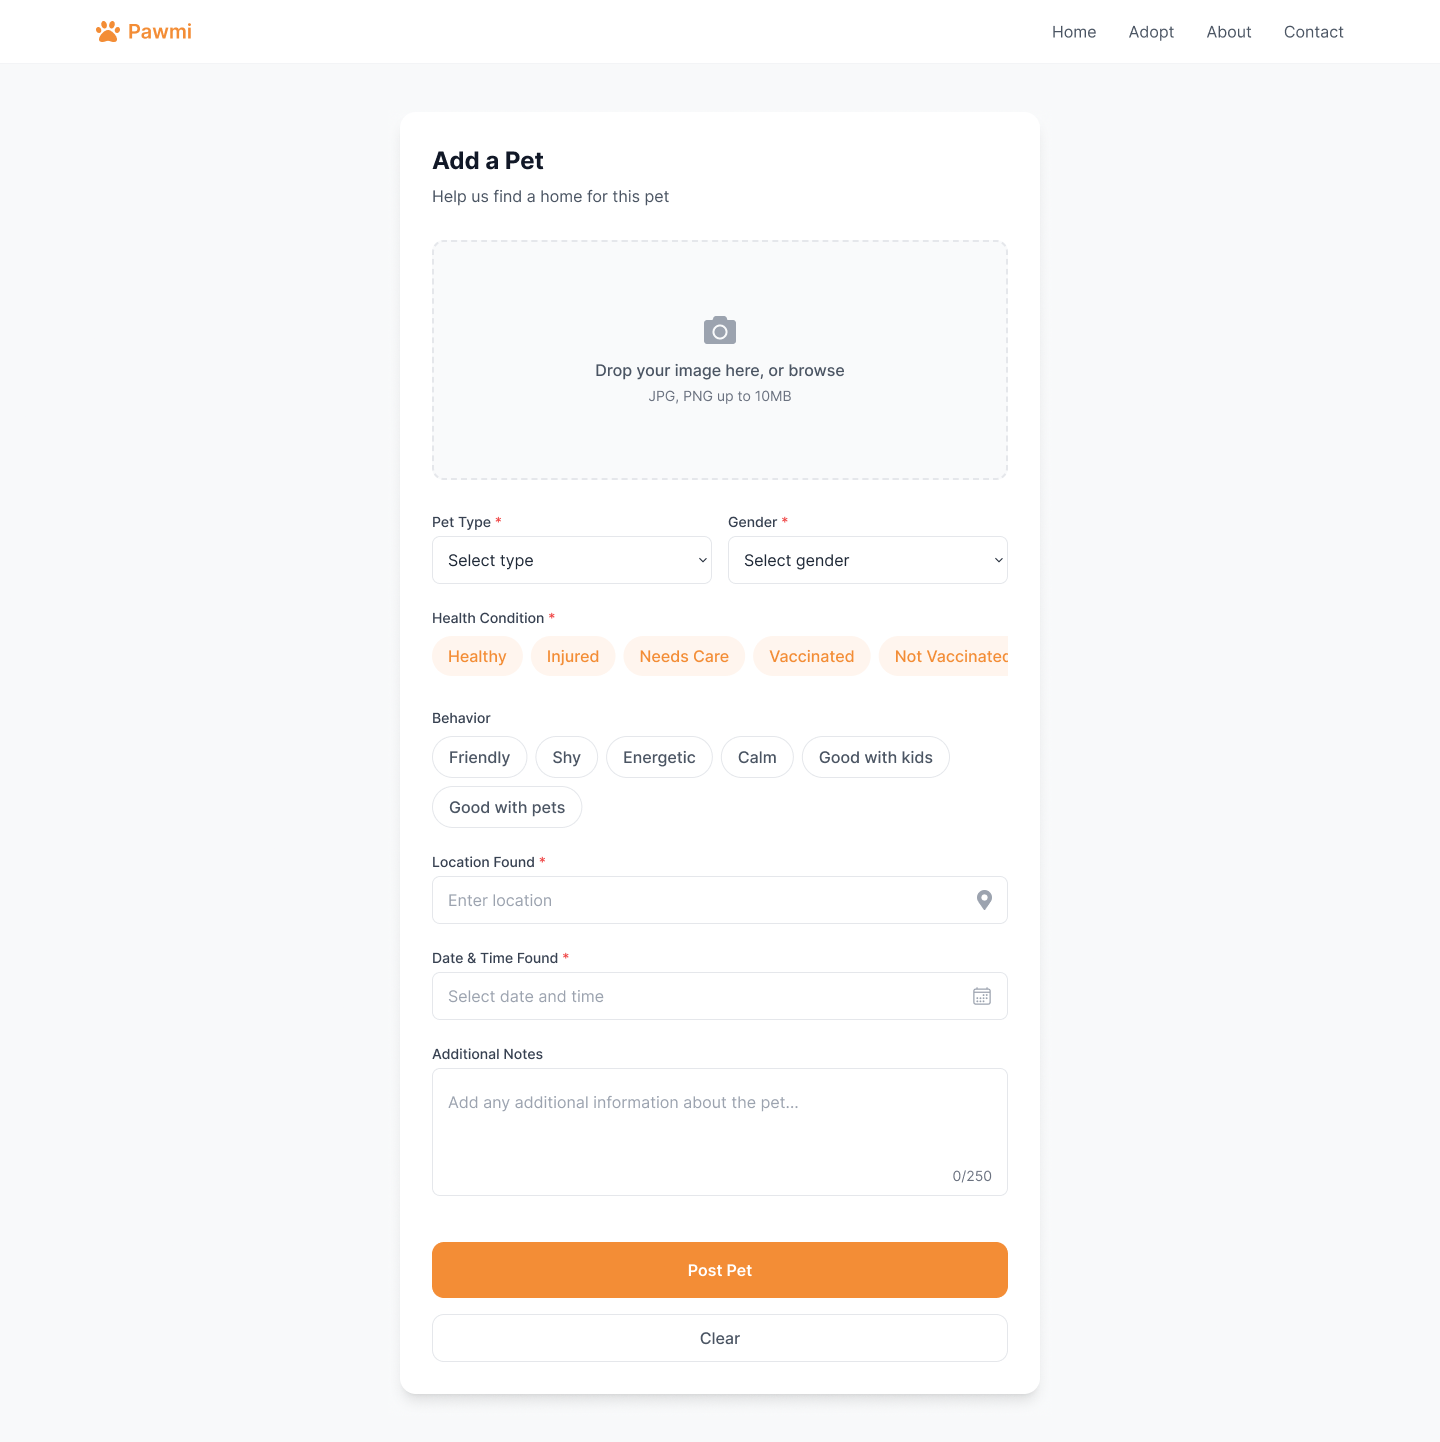 Pawmi
Home Adopt About Contact
Add a Pet
Help us find a home for this pet
Drop your image here, or browse
JPG, PNG up to 10MB
Pet Type * Gender *
Select type Select gender
Health Condition *
Healthy Injured Needs Care Vaccinated Not Vaccinated
Behavior
Friendly Shy Energetic Calm Good with kids
Good with pets
Location Found *
Enter location
Date & Time Found *
Select date and time
Additional Notes
Add any additional information about the pet...
0/250
Post Pet
Clear